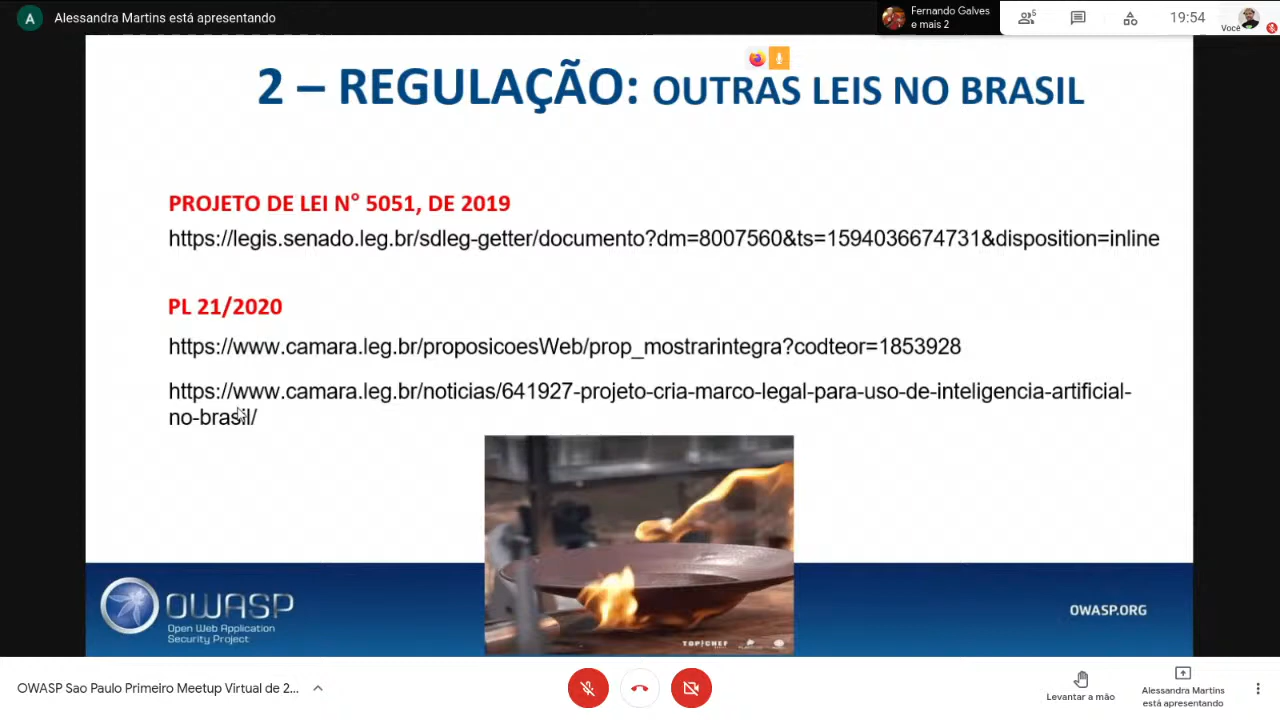 A
Alessandra Martins está apresentando
Fernando Galves
e mais 2
5
19:54
Você
2 – REGULAÇÃO: OUTRAS LEIS NO BRASIL
PROJETO DE LEI N° 5051, DE 2019
https://legis.senado.leg.br/sdleg-getter/documento?dm=8007560&ts=1594036674731&disposition=inline
PL 21/2020
https://www.camara.leg.br/proposicoesWeb/prop_mostrarintegra?codteor=1853928
https://www.camara.leg.br/noticias/641927-projeto-cria-marco-legal-para-uso-de-inteligencia-artificial-
no-brasil/
TOP CHEF
OWASP
Open Web Application
Security Project
OWASP.ORG
OWASP Sao Paulo Primeiro Meetup Virtual de 2...
Levantar a mão
Alessandra Martins
está apresentando